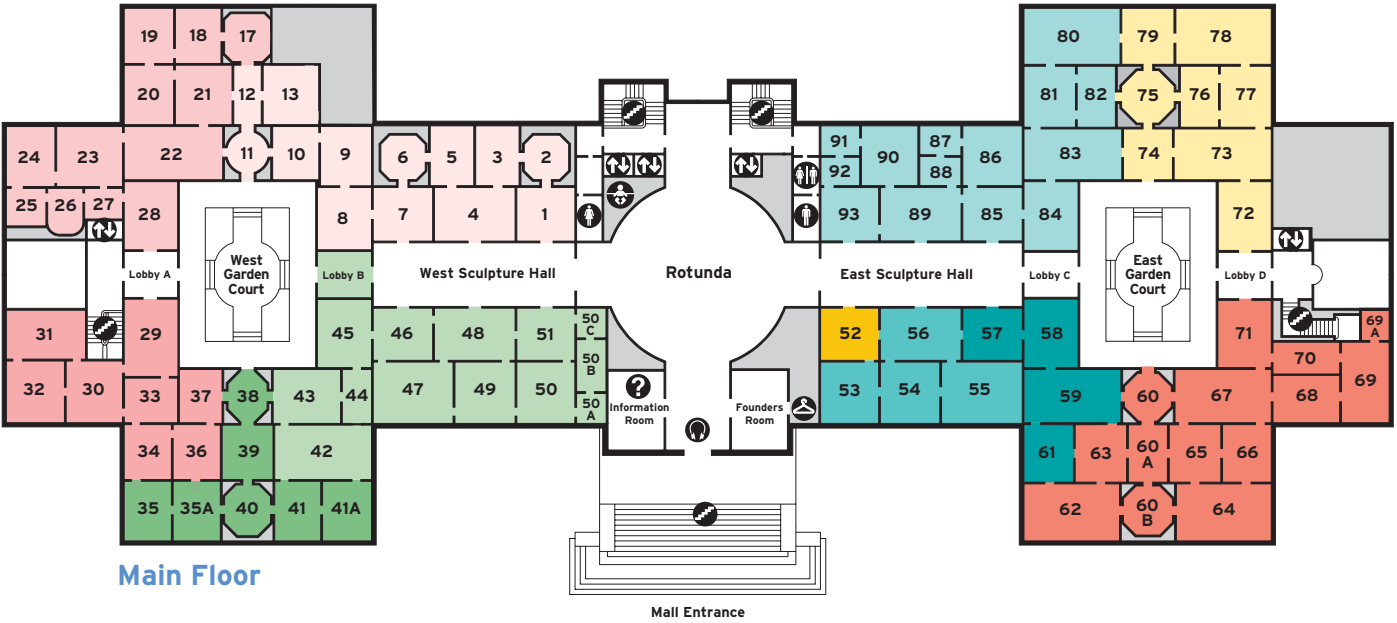 19 18 17
80 79 78
20 21 12 13
81 82 75 76 77
24 23 22 11 10 9 6 5 3 2
91 92 90 87 88 86 83 74 73
25 26 27 28 8 7 4 1
93 89 85 84 72
Lobby A
West
Garden
Court
Lobby B
West Sculpture Hall
Rotunda
East Sculpture Hall
Lobby C
East
Garden
Court
Lobby D
31 29 45 46 48 51
50
C
52 56 57 58 71
69
A
32 30 33 37 38 43 44 47 49 50
50
B
50
A
?
Information
Room
Founders
Room
53 54 55 59 60 67 70 68 69
34 36 39 42
61 63
60
A
65 66
35 35A 40 41 41A
62
60
B
64
Main Floor
Mall Entrance